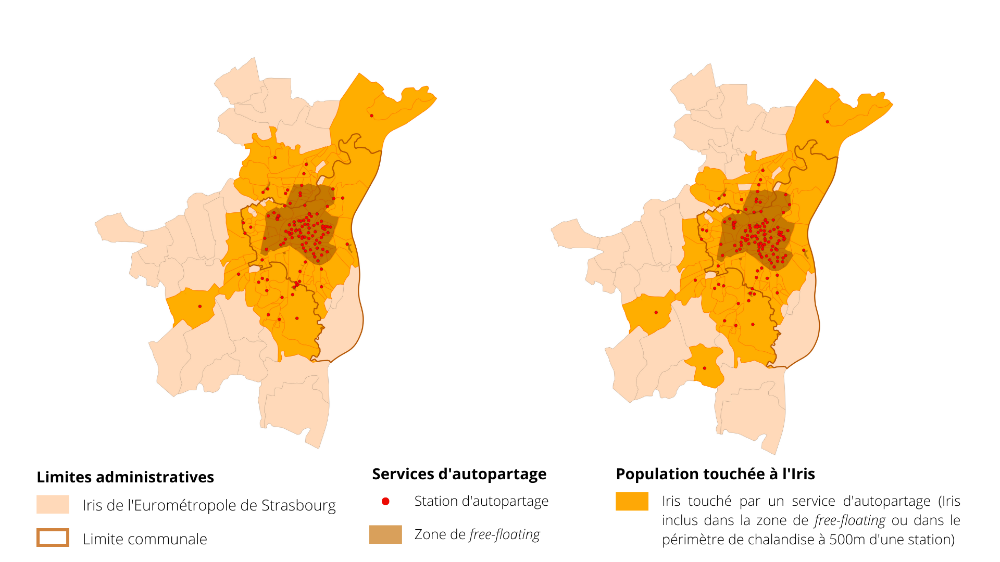 Limites administratives
Iris de l'Eurométropole de Strasbourg
Limite communale
Services d'autopartage
Station d'autopartage
Zone de free-floating
Population touchée à l'Iris
Iris touché par un service d'autopartage (Iris
inclus dans la zone de free-floating ou dans le
périmètre de chalandise à 500m d'une station)